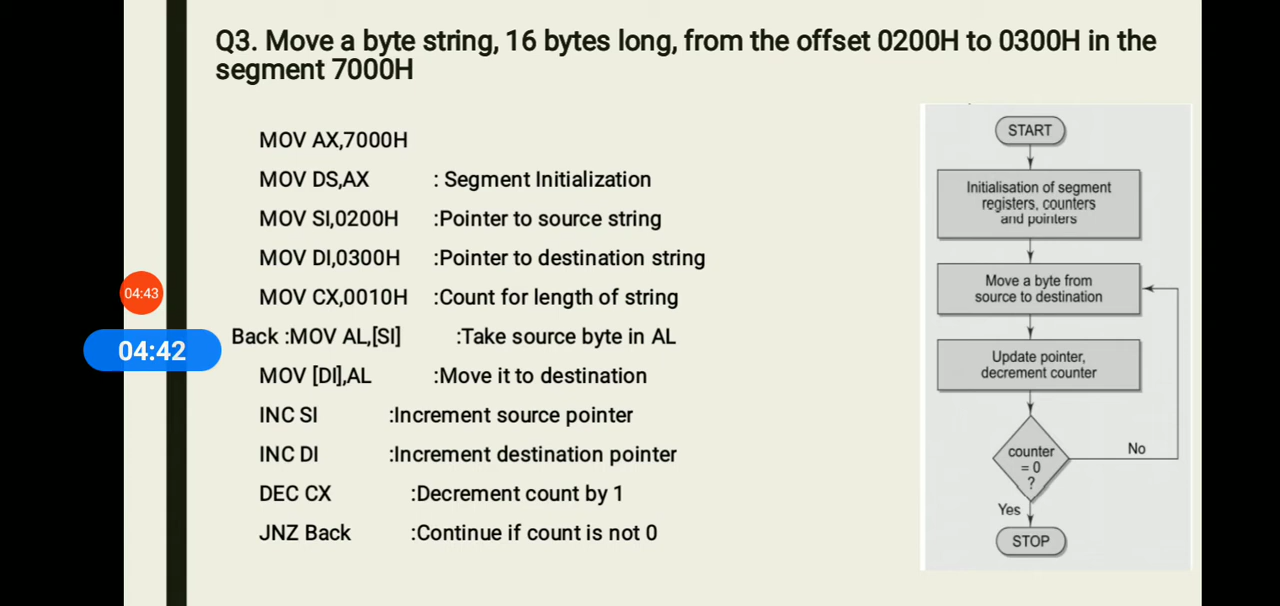 Q3. Move a byte string, 16 bytes long, from the offset 0200H to 0300H in the
segment 7000H
MOV AX,7000H
MOV DS,AX : Segment Initialization
MOV SI,0200H :Pointer to source string
MOV DI,0300H :Pointer to destination string
MOV CX,0010H :Count for length of string
Back :MOV AL,[SI] :Take source byte in AL
MOV [DI],AL :Move it to destination
INC SI :Increment source pointer
INC DI :Increment destination pointer
DEC CX :Decrement count by 1
JNZ Back :Continue if count is not 0
04:43
04:42
START
Initialisation of segment
registers, counters
and pointers
Move a byte from
source to destination
Update pointer,
decrement counter
counter
= 0
?
No
Yes
STOP